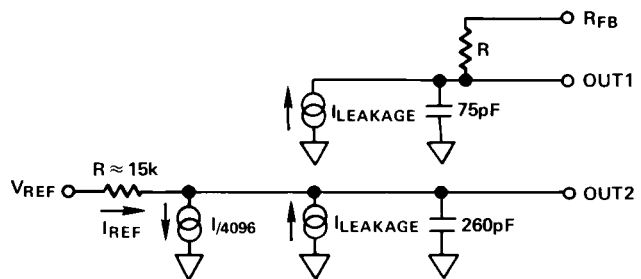 RFB
R
OUT1
ILEAKAGE
75pF
R ≈ 15k
VREF
OUT2
IREF
I/4096
ILEAKAGE
260pF